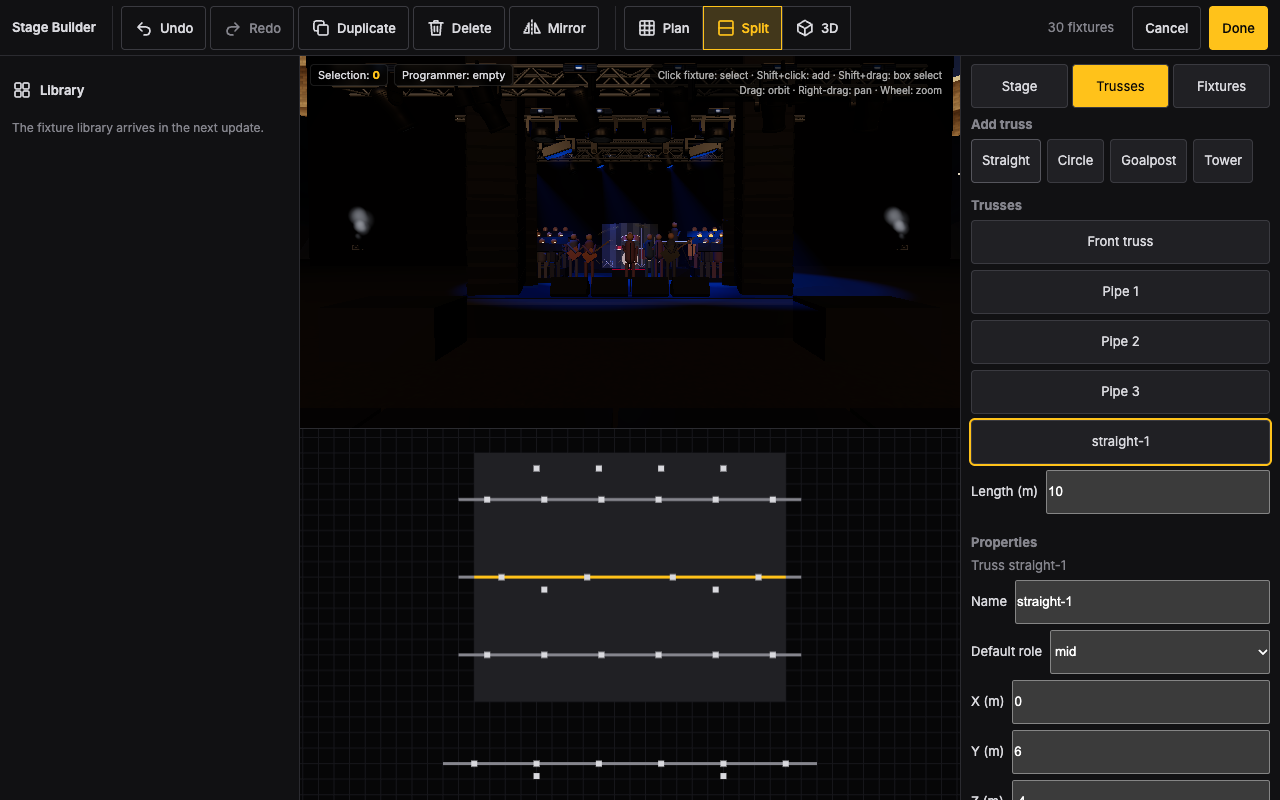 Stage Builder
Undo
Redo
Duplicate
Delete
Mirror
Plan
Split
3D
30 fixtures
Cancel
Done
Library
The fixture library arrives in the next update.
Selection: 0
Programmer: empty
Click fixture: select · Shift+click: add · Shift+drag: box select
Drag: orbit · Right-drag: pan · Wheel: zoom
Stage
Trusses
Fixtures
Add truss
Straight
Circle
Goalpost
Tower
Trusses
Front truss
Pipe 1
Pipe 2
Pipe 3
straight-1
Length (m) 10
Properties
Truss straight-1
Name straight-1
Default role mid
X (m) 0
Y (m) 6